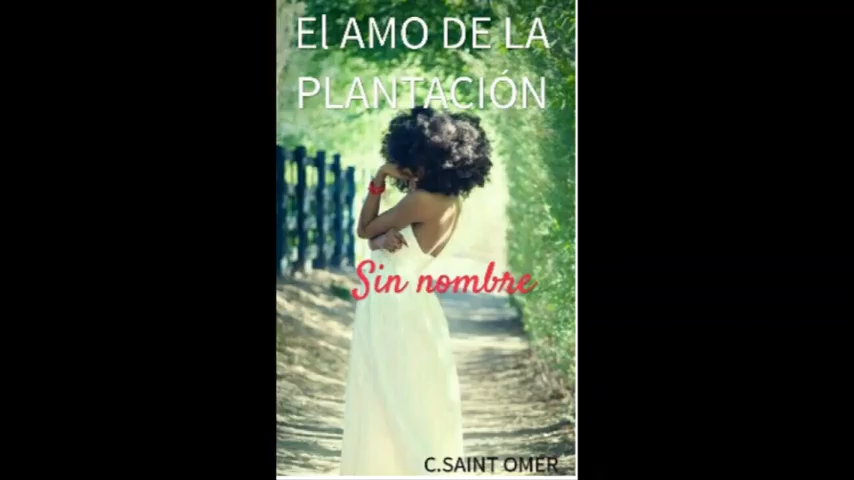 El AMO DE LA
PLANTACIÓN
Sin nombre
C.SAINT OMER